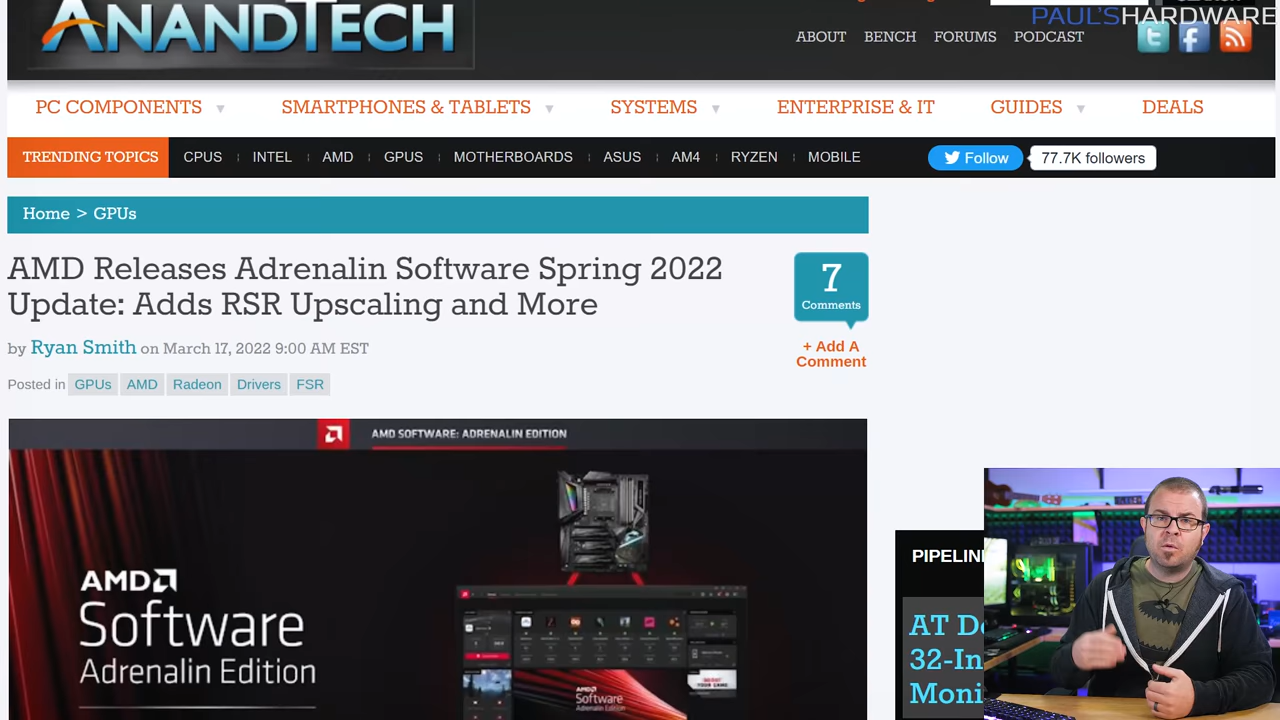 ANANDTECH
PAUL'SHARDWARE
ABOUT BENCH FORUMS PODCAST
PC COMPONENTS SMARTPHONES & TABLETS SYSTEMS ENTERPRISE & IT GUIDES DEALS
TRENDING TOPICS CPUS INTEL AMD GPUS MOTHERBOARDS ASUS AM4 RYZEN MOBILE Follow 77.7K followers
Home > GPUs
AMD Releases Adrenalin Software Spring 2022
Update: Adds RSR Upscaling and More
7
Comments
+ Add A
Comment
by Ryan Smith on March 17, 2022 9:00 AM EST
Posted in GPUs AMD Radeon Drivers FSR
AMD SOFTWARE: ADRENALIN EDITION
AMD
Software
Adrenalin Edition
AMD
Software
PIPELIN
AT De
32-In
Moni